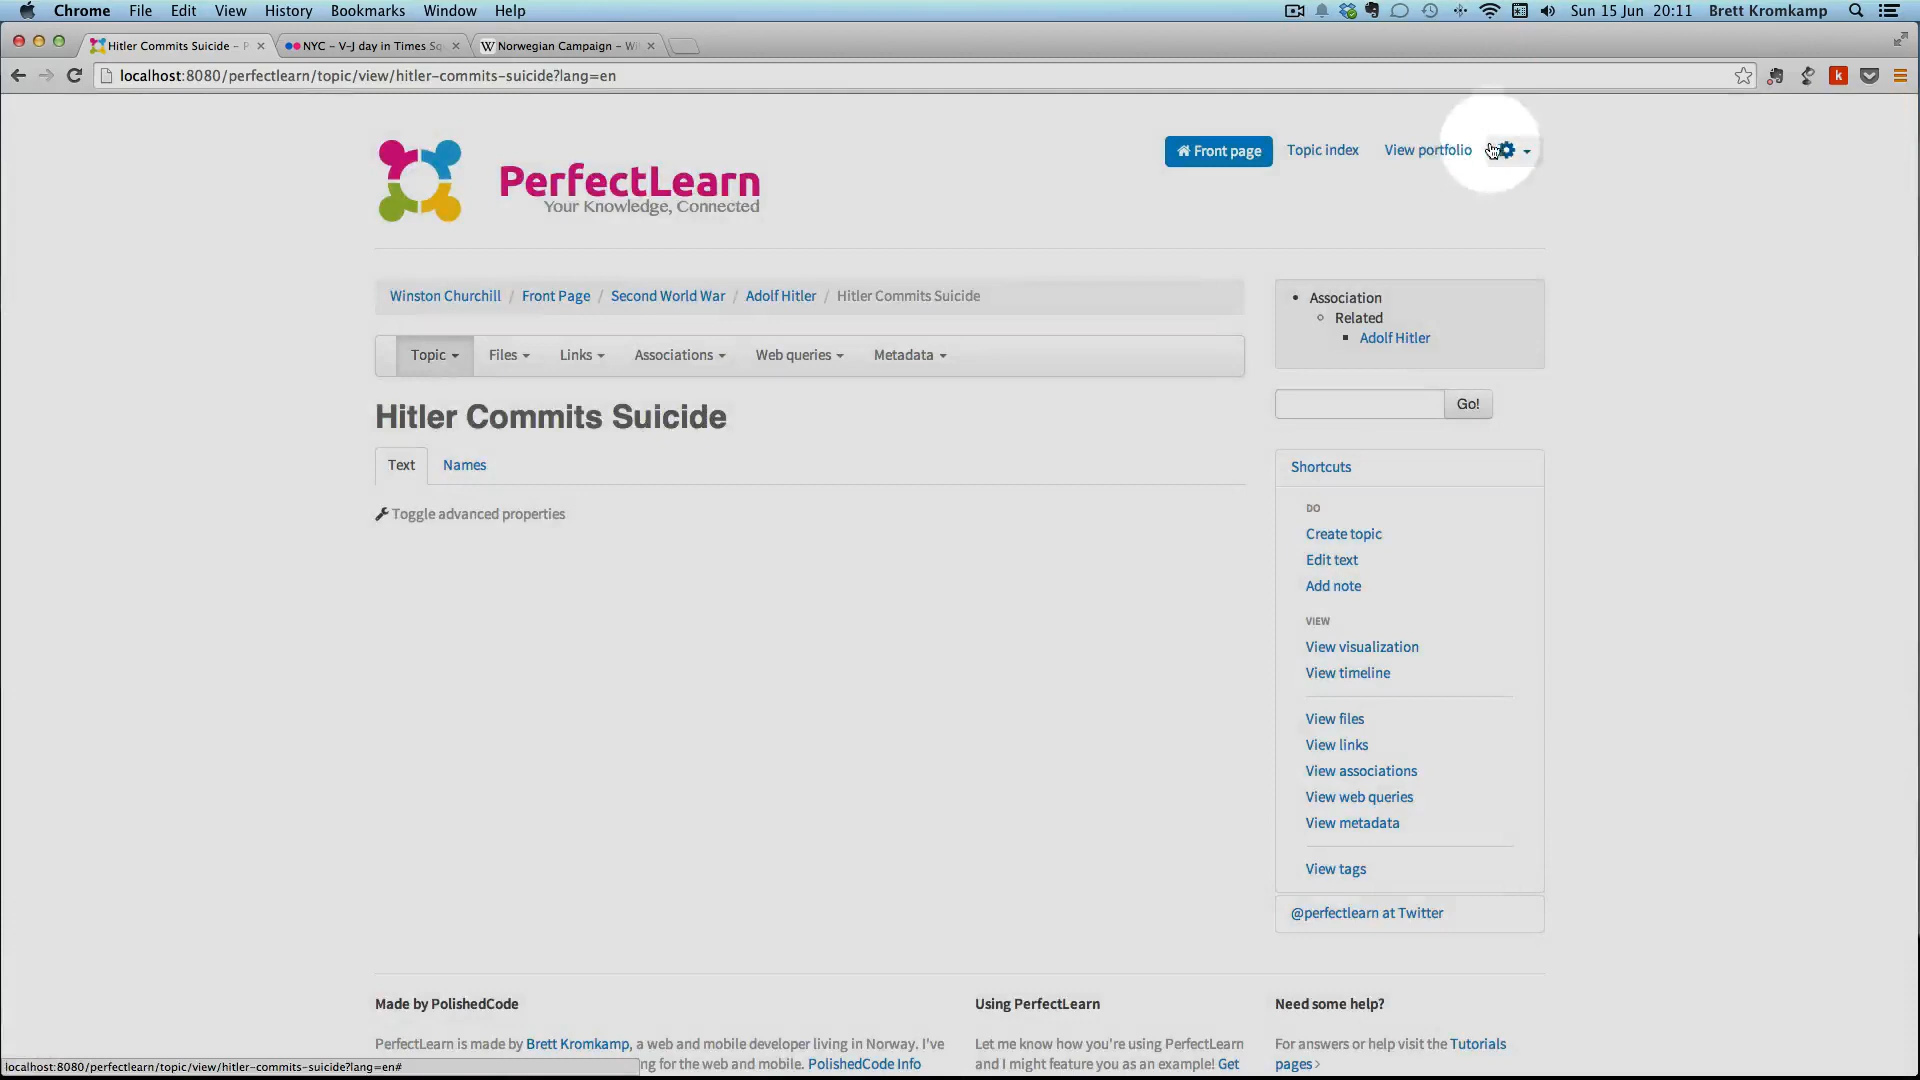 Chrome File Edit View History Bookmarks Window Help Sun 15 Jun 20:11 Brett Kromkamp
Hitler Commits Suicide – P NYC – V–J day in Times Sq Norwegian Campaign – Wi
localhost:8080/perfectlearn/topic/view/hitler-commits-suicide?lang=en k
Front page Topic index View portfolio
PerfectLearn
Your Knowledge, Connected
Winston Churchill / Front Page / Second World War / Adolf Hitler / Hitler Commits Suicide
Association
Related
Adolf Hitler
Topic Files Links Associations Web queries Metadata
Go!
Hitler Commits Suicide
Text Names
Toggle advanced properties
Shortcuts
DO
Create topic
Edit text
Add note
VIEW
View visualization
View timeline
View files
View links
View associations
View web queries
View metadata
View tags
@perfectlearn at Twitter
Made by PolishedCode Using PerfectLearn Need some help?
PerfectLearn is made by Brett Kromkamp, a web and mobile developer living in Norway. I've Let me know how you're using PerfectLearn For answers or help visit the Tutorials
ng for the web and mobile. PolishedCode Info and I might feature you as an example! Get pages ›
localhost:8080/perfectlearn/topic/view/hitler-commits-suicide?lang=en#